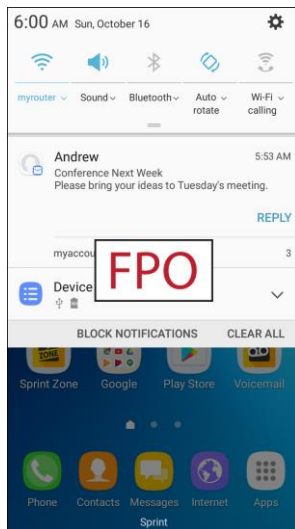 6:00 AM Sun, October 16
myrouter Sound Bluetooth Auto rotate Wi-Fi calling
Andrew 5:53 AM
Conference Next Week
Please bring your ideas to Tuesday's meeting.
REPLY
myaccou 3
FPO
Device
BLOCK NOTIFICATIONS CLEAR ALL
ZONE
Sprint Zone Google Play Store Voicemail
Phone Contacts Messages Internet Apps
Sprint